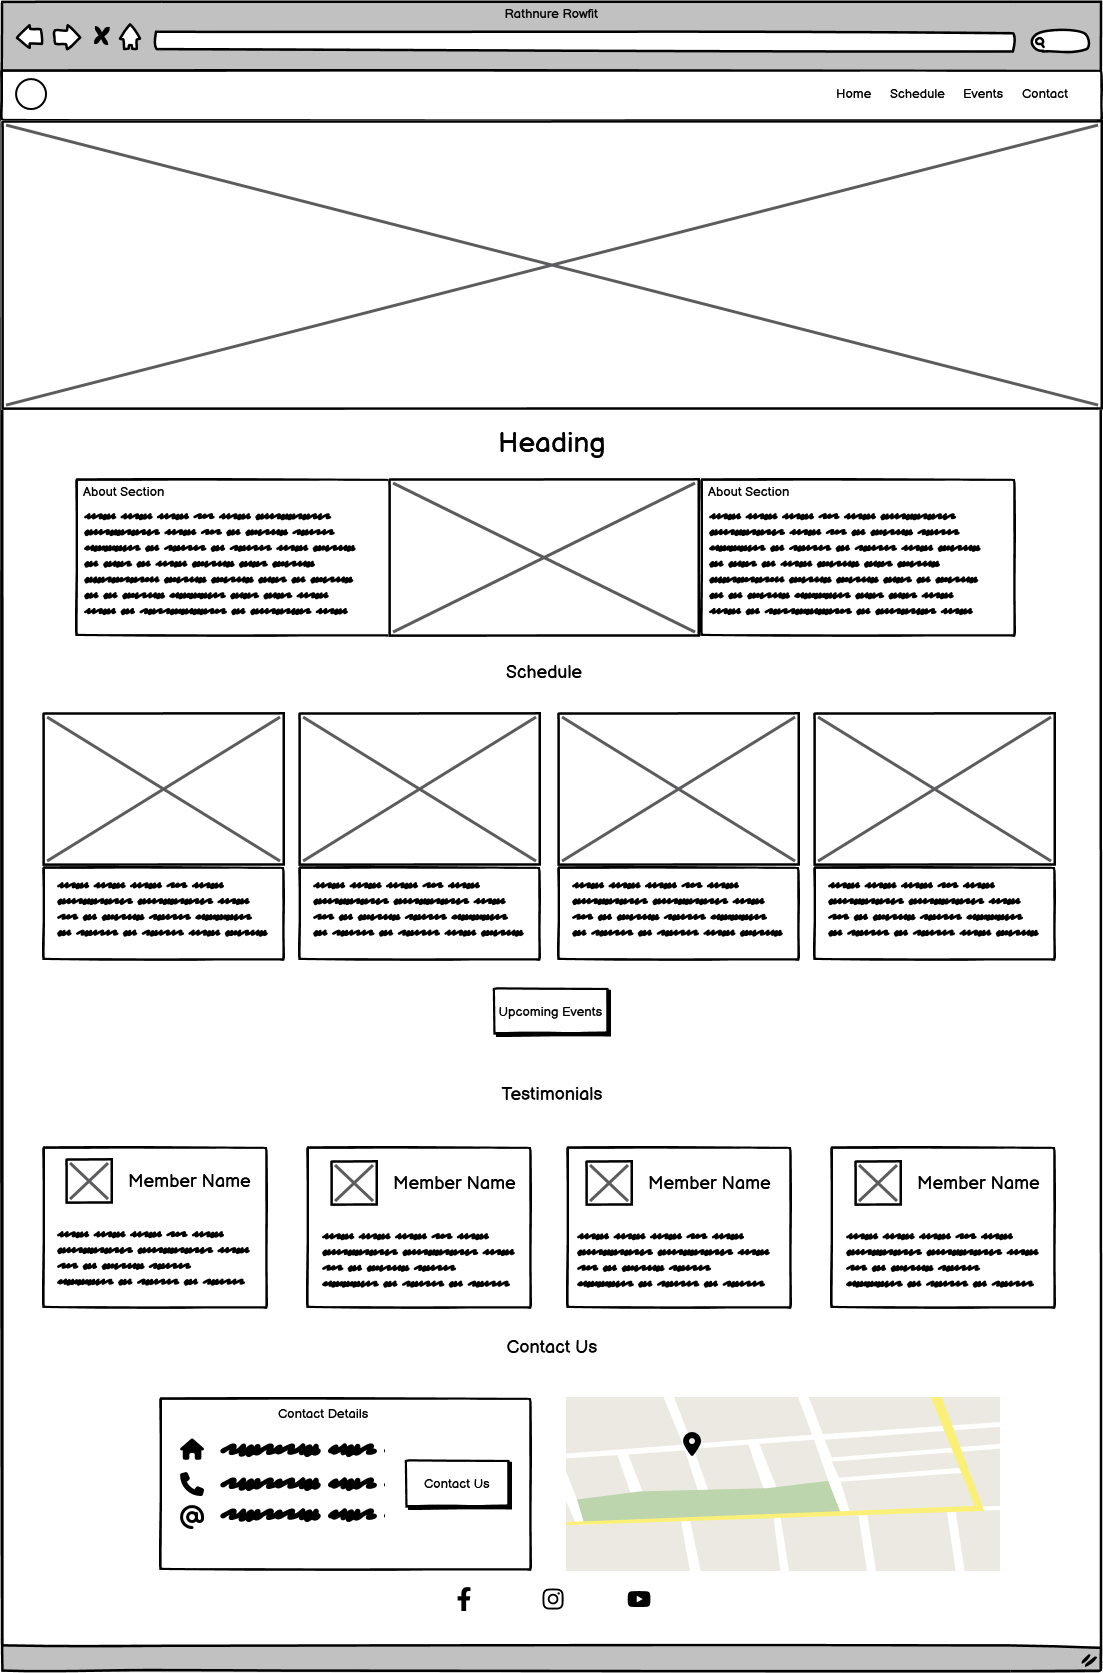 Rathnure Rowfit
Home Schedule Events Contact
Heading
About Section
About Section
Schedule
Upcoming Events
Testimonials
Member Name
Member Name
Member Name
Member Name
Contact Us
Contact Details
Contact Us